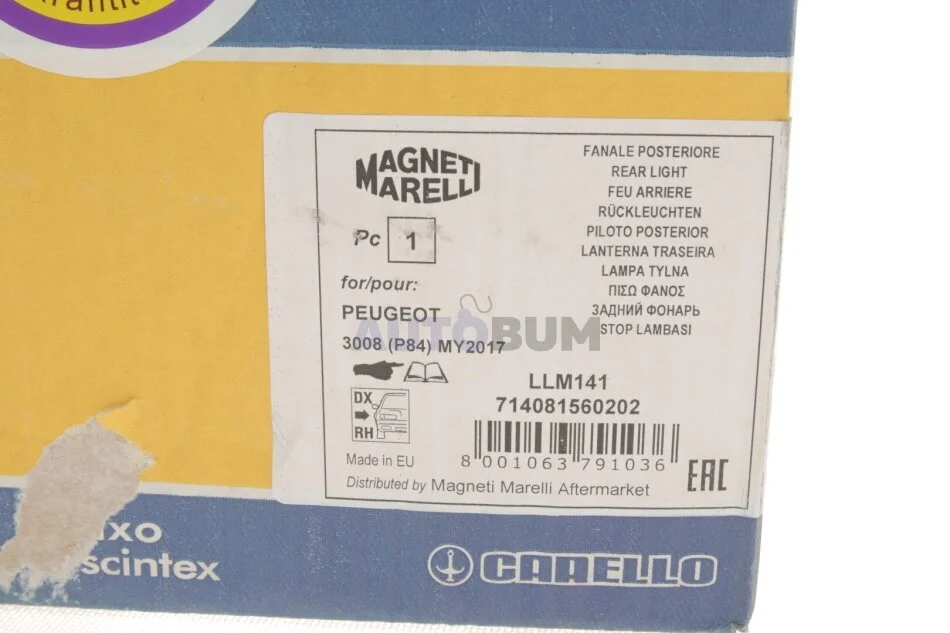 MAGNETI
MARELLI
Pc 1
for/pour:
PEUGEOT
3008 (P84) MY2017
DX
RH
Made in EU
Distributed by Magneti Marelli Aftermarket
FANALE POSTERIORE
REAR LIGHT
FEU ARRIERE
RÜCKLEUCHTEN
PILOTO POSTERIOR
LANTERNA TRASEIRA
LAMPA TYLNA
ΠΙΣΩ ΦΑΝΟΣ
ЗАДНИЙ ФОНАРЬ
STOP LAMBASI
LLM141
714081560202
8 001063 791036
EAC
AUTOBUM
scintex
CARELLO